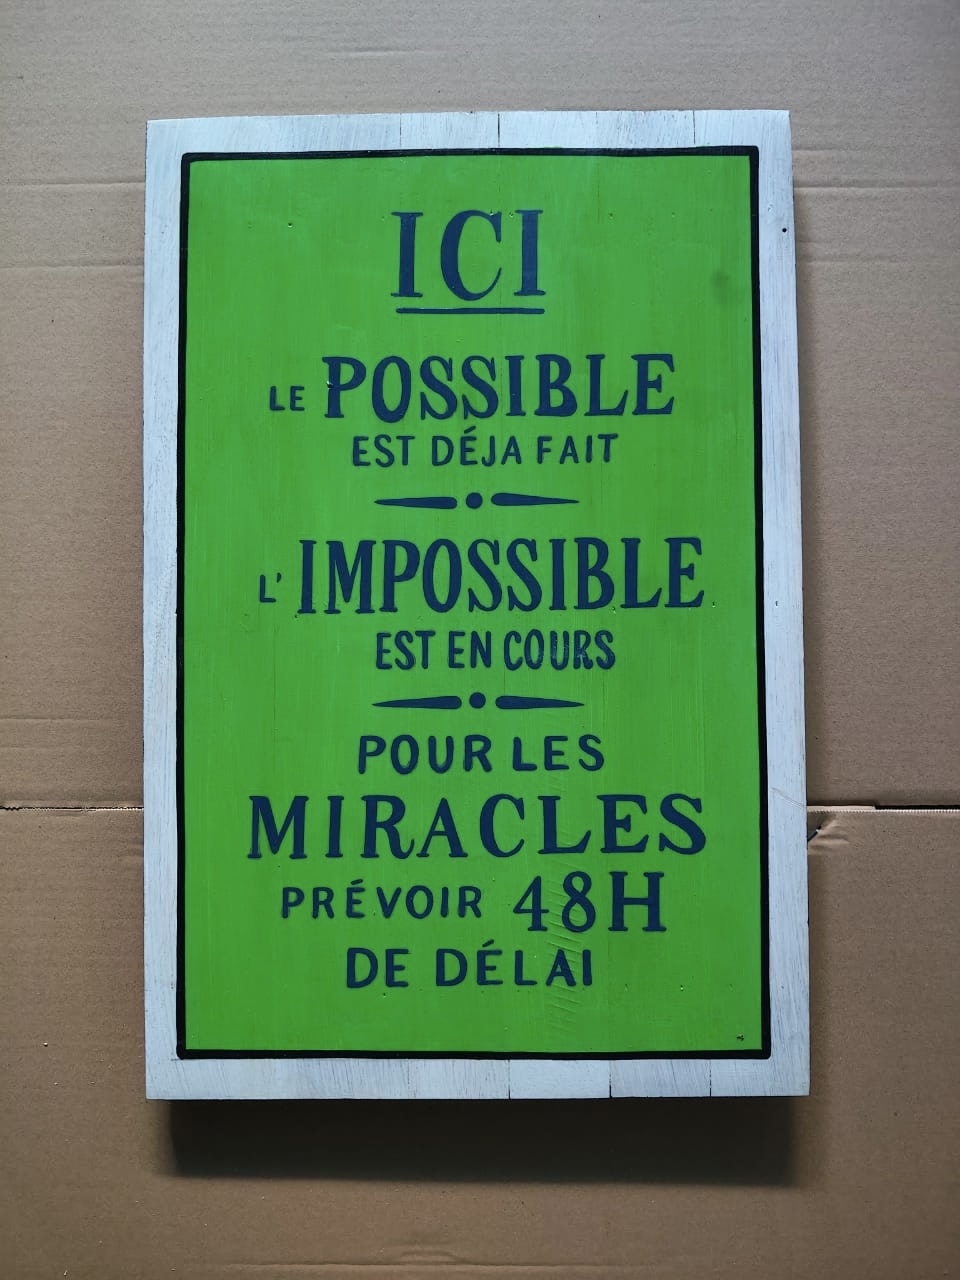 ICI
LE POSSIBLE
EST DÉJA FAIT
L'IMPOSSIBLE
EST EN COURS
POUR LES
MIRACLES
PRÉVOIR 48H
DE DÉLAI